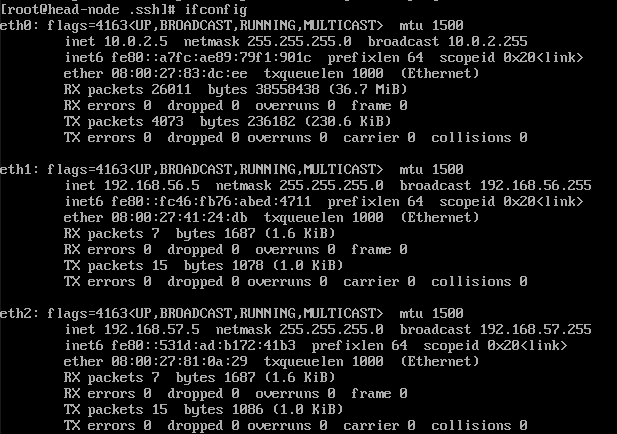 [root@head-node .ssh]# ifconfig
eth0: flags=4163<UP,BROADCAST,RUNNING,MULTICAST>  mtu 1500
        inet 10.0.2.5  netmask 255.255.255.0  broadcast 10.0.2.255
        inet6 fe80::a7fc:ae89:79f1:901c  prefixlen 64  scopeid 0x20<link>
        ether 08:00:27:83:dc:ee  txqueuelen 1000  (Ethernet)
        RX packets 26011  bytes 38558438 (36.7 MiB)
        RX errors 0  dropped 0  overruns 0  frame 0
        TX packets 4073  bytes 236182 (230.6 KiB)
        TX errors 0  dropped 0 overruns 0  carrier 0  collisions 0

eth1: flags=4163<UP,BROADCAST,RUNNING,MULTICAST>  mtu 1500
        inet 192.168.56.5  netmask 255.255.255.0  broadcast 192.168.56.255
        inet6 fe80::fc46:fb76:abed:4711  prefixlen 64  scopeid 0x20<link>
        ether 08:00:27:41:24:db  txqueuelen 1000  (Ethernet)
        RX packets 7  bytes 1687 (1.6 KiB)
        RX errors 0  dropped 0  overruns 0  frame 0
        TX packets 15  bytes 1078 (1.0 KiB)
        TX errors 0  dropped 0 overruns 0  carrier 0  collisions 0

eth2: flags=4163<UP,BROADCAST,RUNNING,MULTICAST>  mtu 1500
        inet 192.168.57.5  netmask 255.255.255.0  broadcast 192.168.57.255
        inet6 fe80::531d:ad:b172:41b3  prefixlen 64  scopeid 0x20<link>
        ether 08:00:27:81:0a:29  txqueuelen 1000  (Ethernet)
        RX packets 7  bytes 1687 (1.6 KiB)
        RX errors 0  dropped 0  overruns 0  frame 0
        TX packets 15  bytes 1086 (1.0 KiB)
        TX errors 0  dropped 0 overruns 0  carrier 0  collisions 0